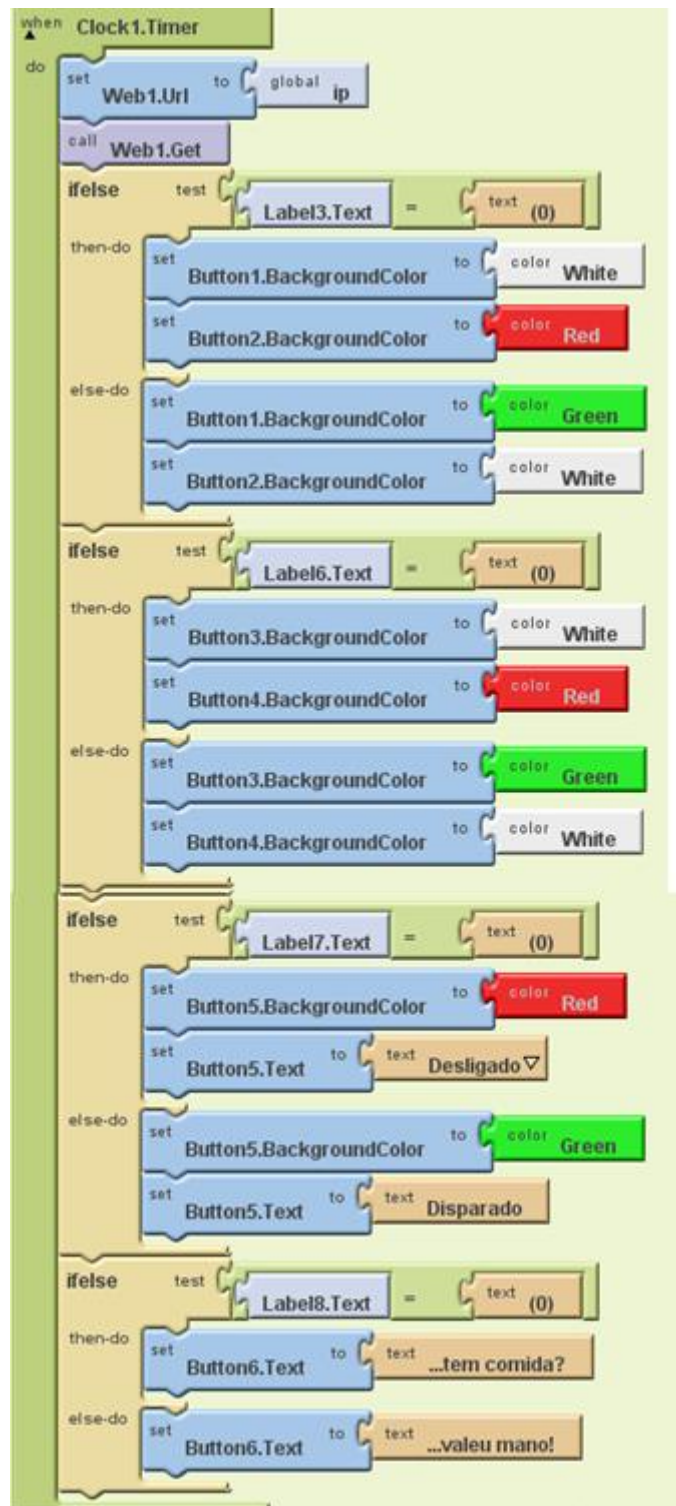 when Clock1.Timer
do set Web1.Url to global ip
call Web1.Get
ifelse test Label3.Text = text (0)
then-do set Button1.BackgroundColor to color White
set Button2.BackgroundColor to color Red
else-do set Button1.BackgroundColor to color Green
set Button2.BackgroundColor to color White
ifelse test Label6.Text = text (0)
then-do set Button3.BackgroundColor to color White
set Button4.BackgroundColor to color Red
else-do set Button3.BackgroundColor to color Green
set Button4.BackgroundColor to color White
ifelse test Label7.Text = text (0)
then-do set Button5.BackgroundColor to color Red
set Button5.Text to text Desligado
else-do set Button5.BackgroundColor to color Green
set Button5.Text to text Disparado
ifelse test Label8.Text = text (0)
then-do set Button6.Text to text ...tem comida?
else-do set Button6.Text to text ...valeu mano!